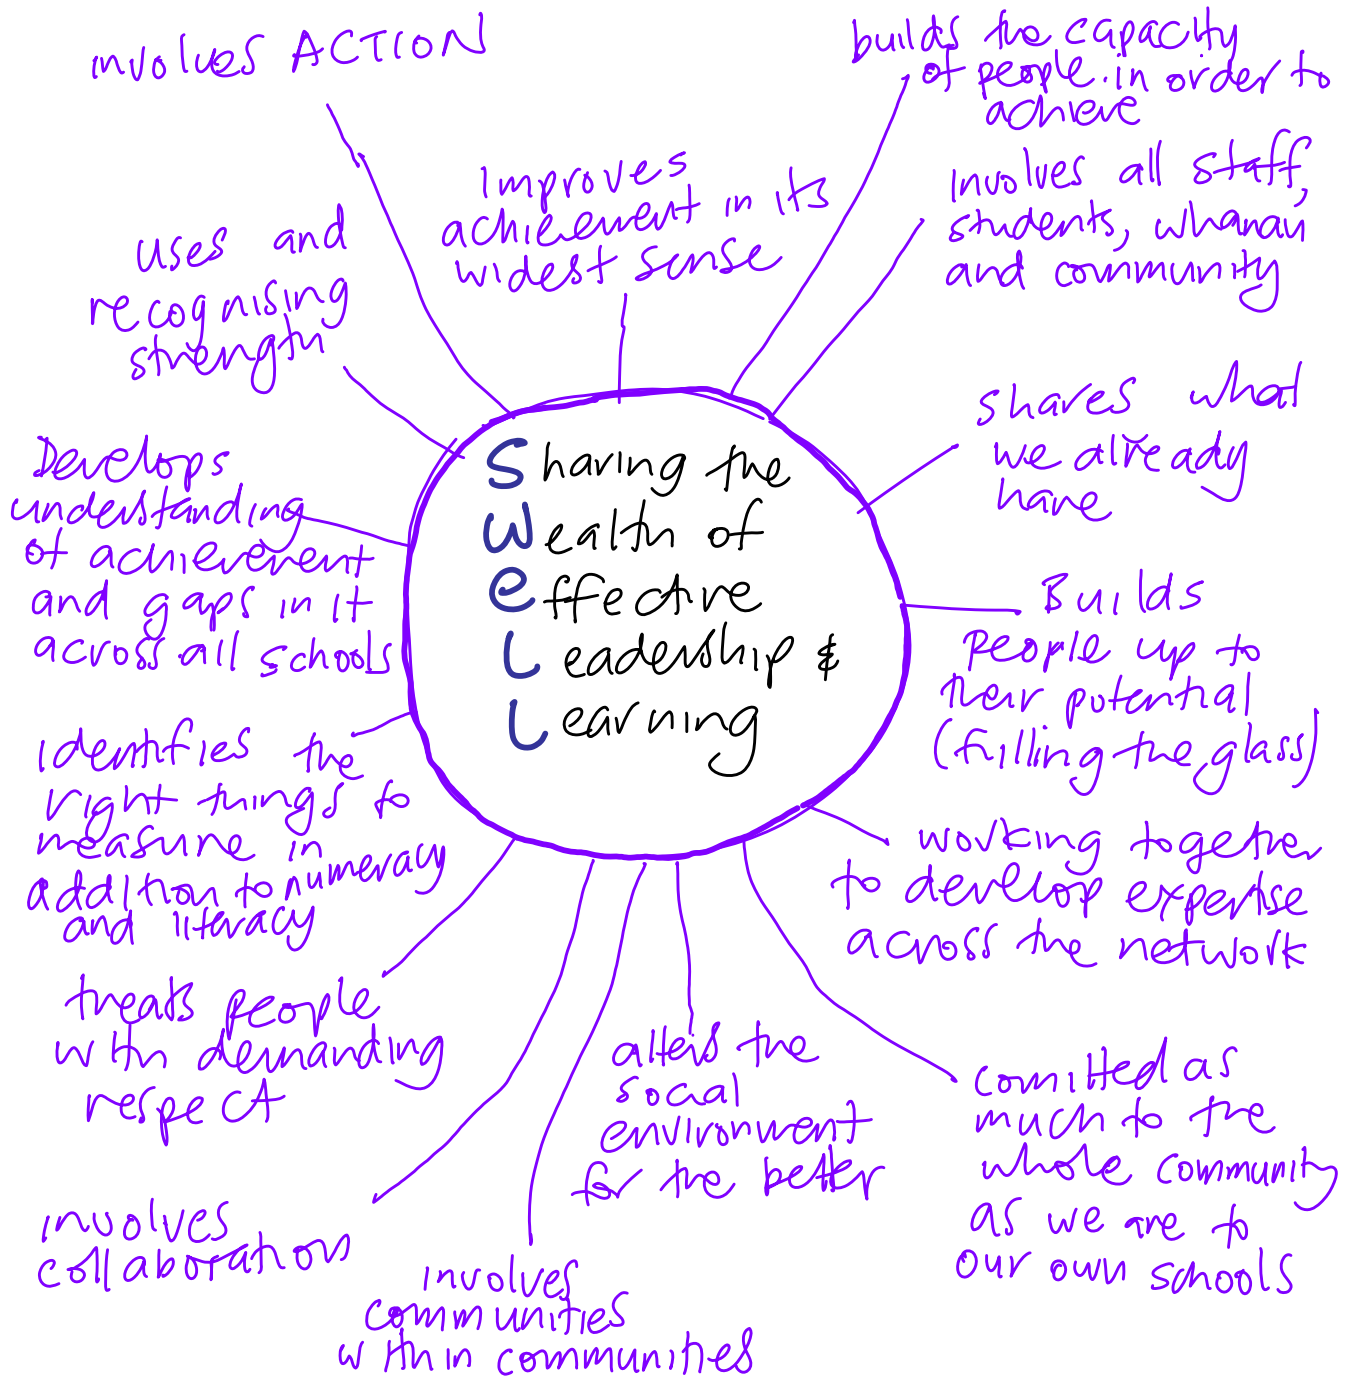 involves ACTION
builds the capacity
of people in order to
achieve
Improves
achievement in its
widest sense
involves all staff,
students, whanau
and community
uses and
recognising
strength
shares what
we already
have
Sharing the
Wealth of
effective
Leadership &
Learning
Develops
understanding
of achievement
and gaps in it
across all schools
Builds
people up to
their potential
(filling the glass)
identifies the
right things to
measure in
addition to numeracy
and literacy
working together
to develop expertise
across the network
treats people
with demanding
respect
alters the
social
environment
for the better
comitted as
much to the
whole community
as we are to
our own schools
involves
collaboration
involves
communities
within communities